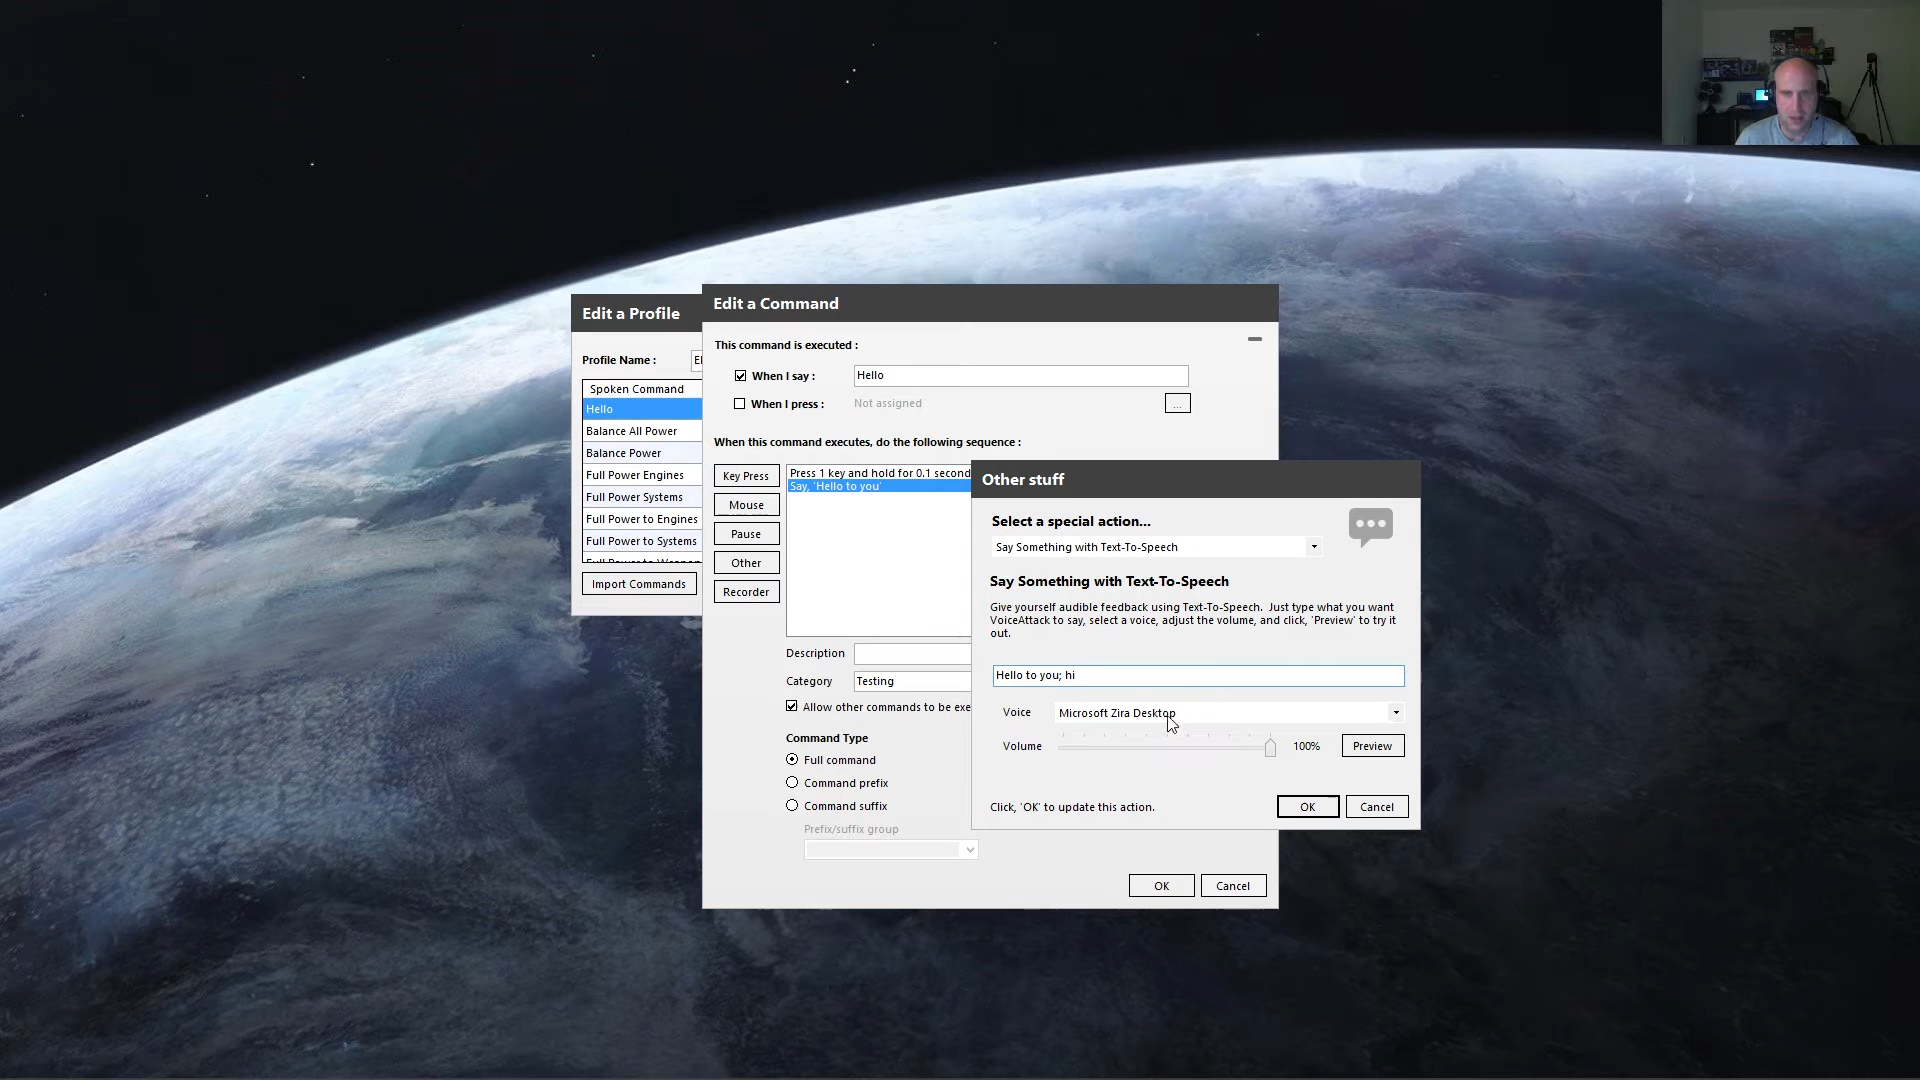 Edit a Profile
Profile Name :
Spoken Command
Hello
Balance All Power
Balance Power
Full Power Engines
Full Power Systems
Full Power to Engines
Full Power to Systems
Import Commands
Edit a Command
This command is executed :
When I say : Hello
When I press : Not assigned ...
When this command executes, do the following sequence :
Key Press
Mouse
Pause
Other
Recorder
Press 1 key and hold for 0.1 second
Say, 'Hello to you'
Description
Category Testing
Allow other commands to be exe
Command Type
Full command
Command prefix
Command suffix
Prefix/suffix group
OK Cancel
Other stuff
Select a special action...
Say Something with Text-To-Speech
Say Something with Text-To-Speech
Give yourself audible feedback using Text-To-Speech. Just type what you want
VoiceAttack to say, select a voice, adjust the volume, and click, 'Preview' to try it
out.
Hello to you; hi
Voice Microsoft Zira Desktop
Volume 100% Preview
Click, 'OK' to update this action. OK Cancel